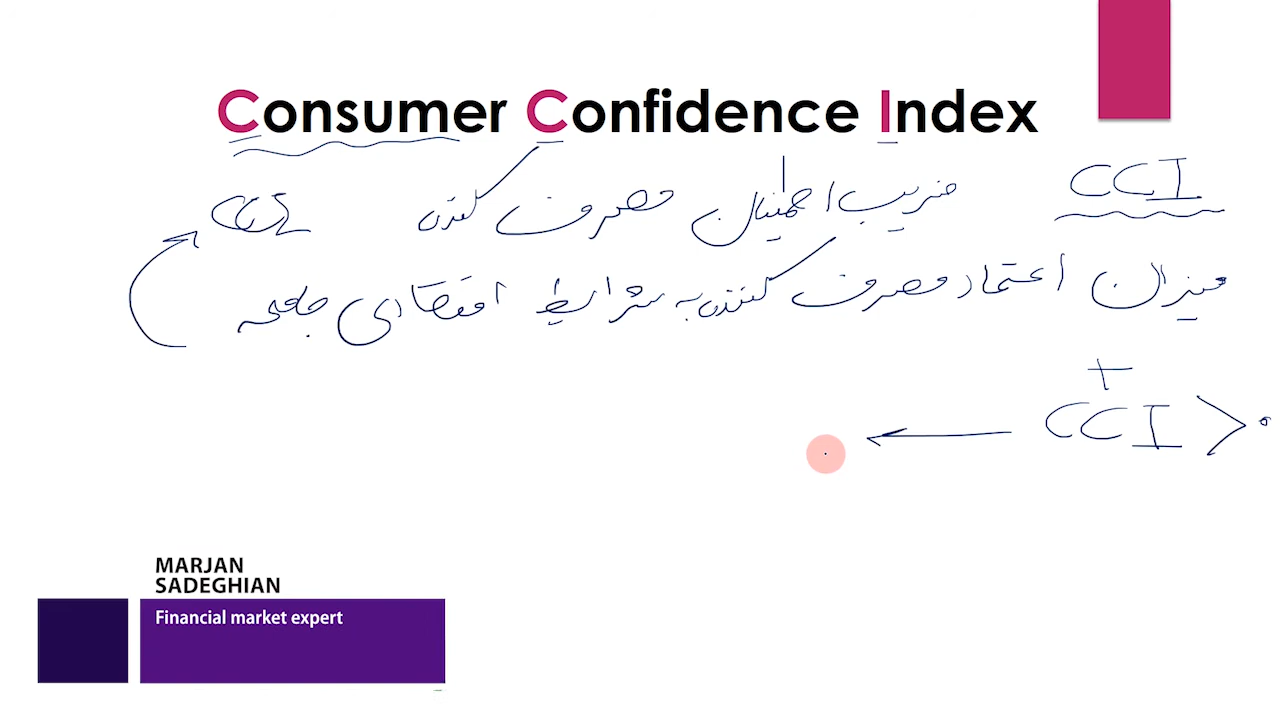 Consumer Confidence Index
CCI ضریب اطمینان مصرف کننده CCI
میزان اعتماد مصرف کننده به شرایط اقتصادی جامعه
+
CCI > 0
MARJAN
SADEGHIAN
Financial market expert